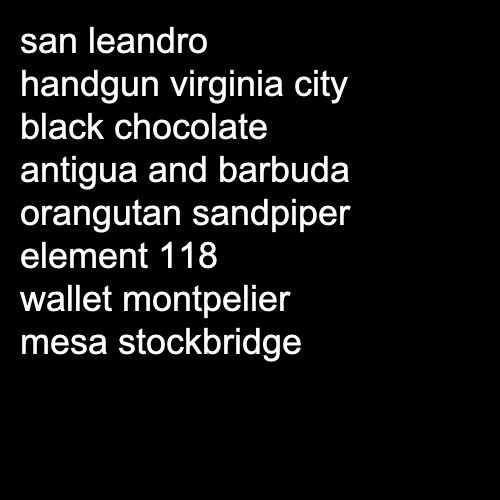 san leandro
handgun virginia city
black chocolate
antigua and barbuda
orangutan sandpiper
element 118
wallet montpelier
mesa stockbridge